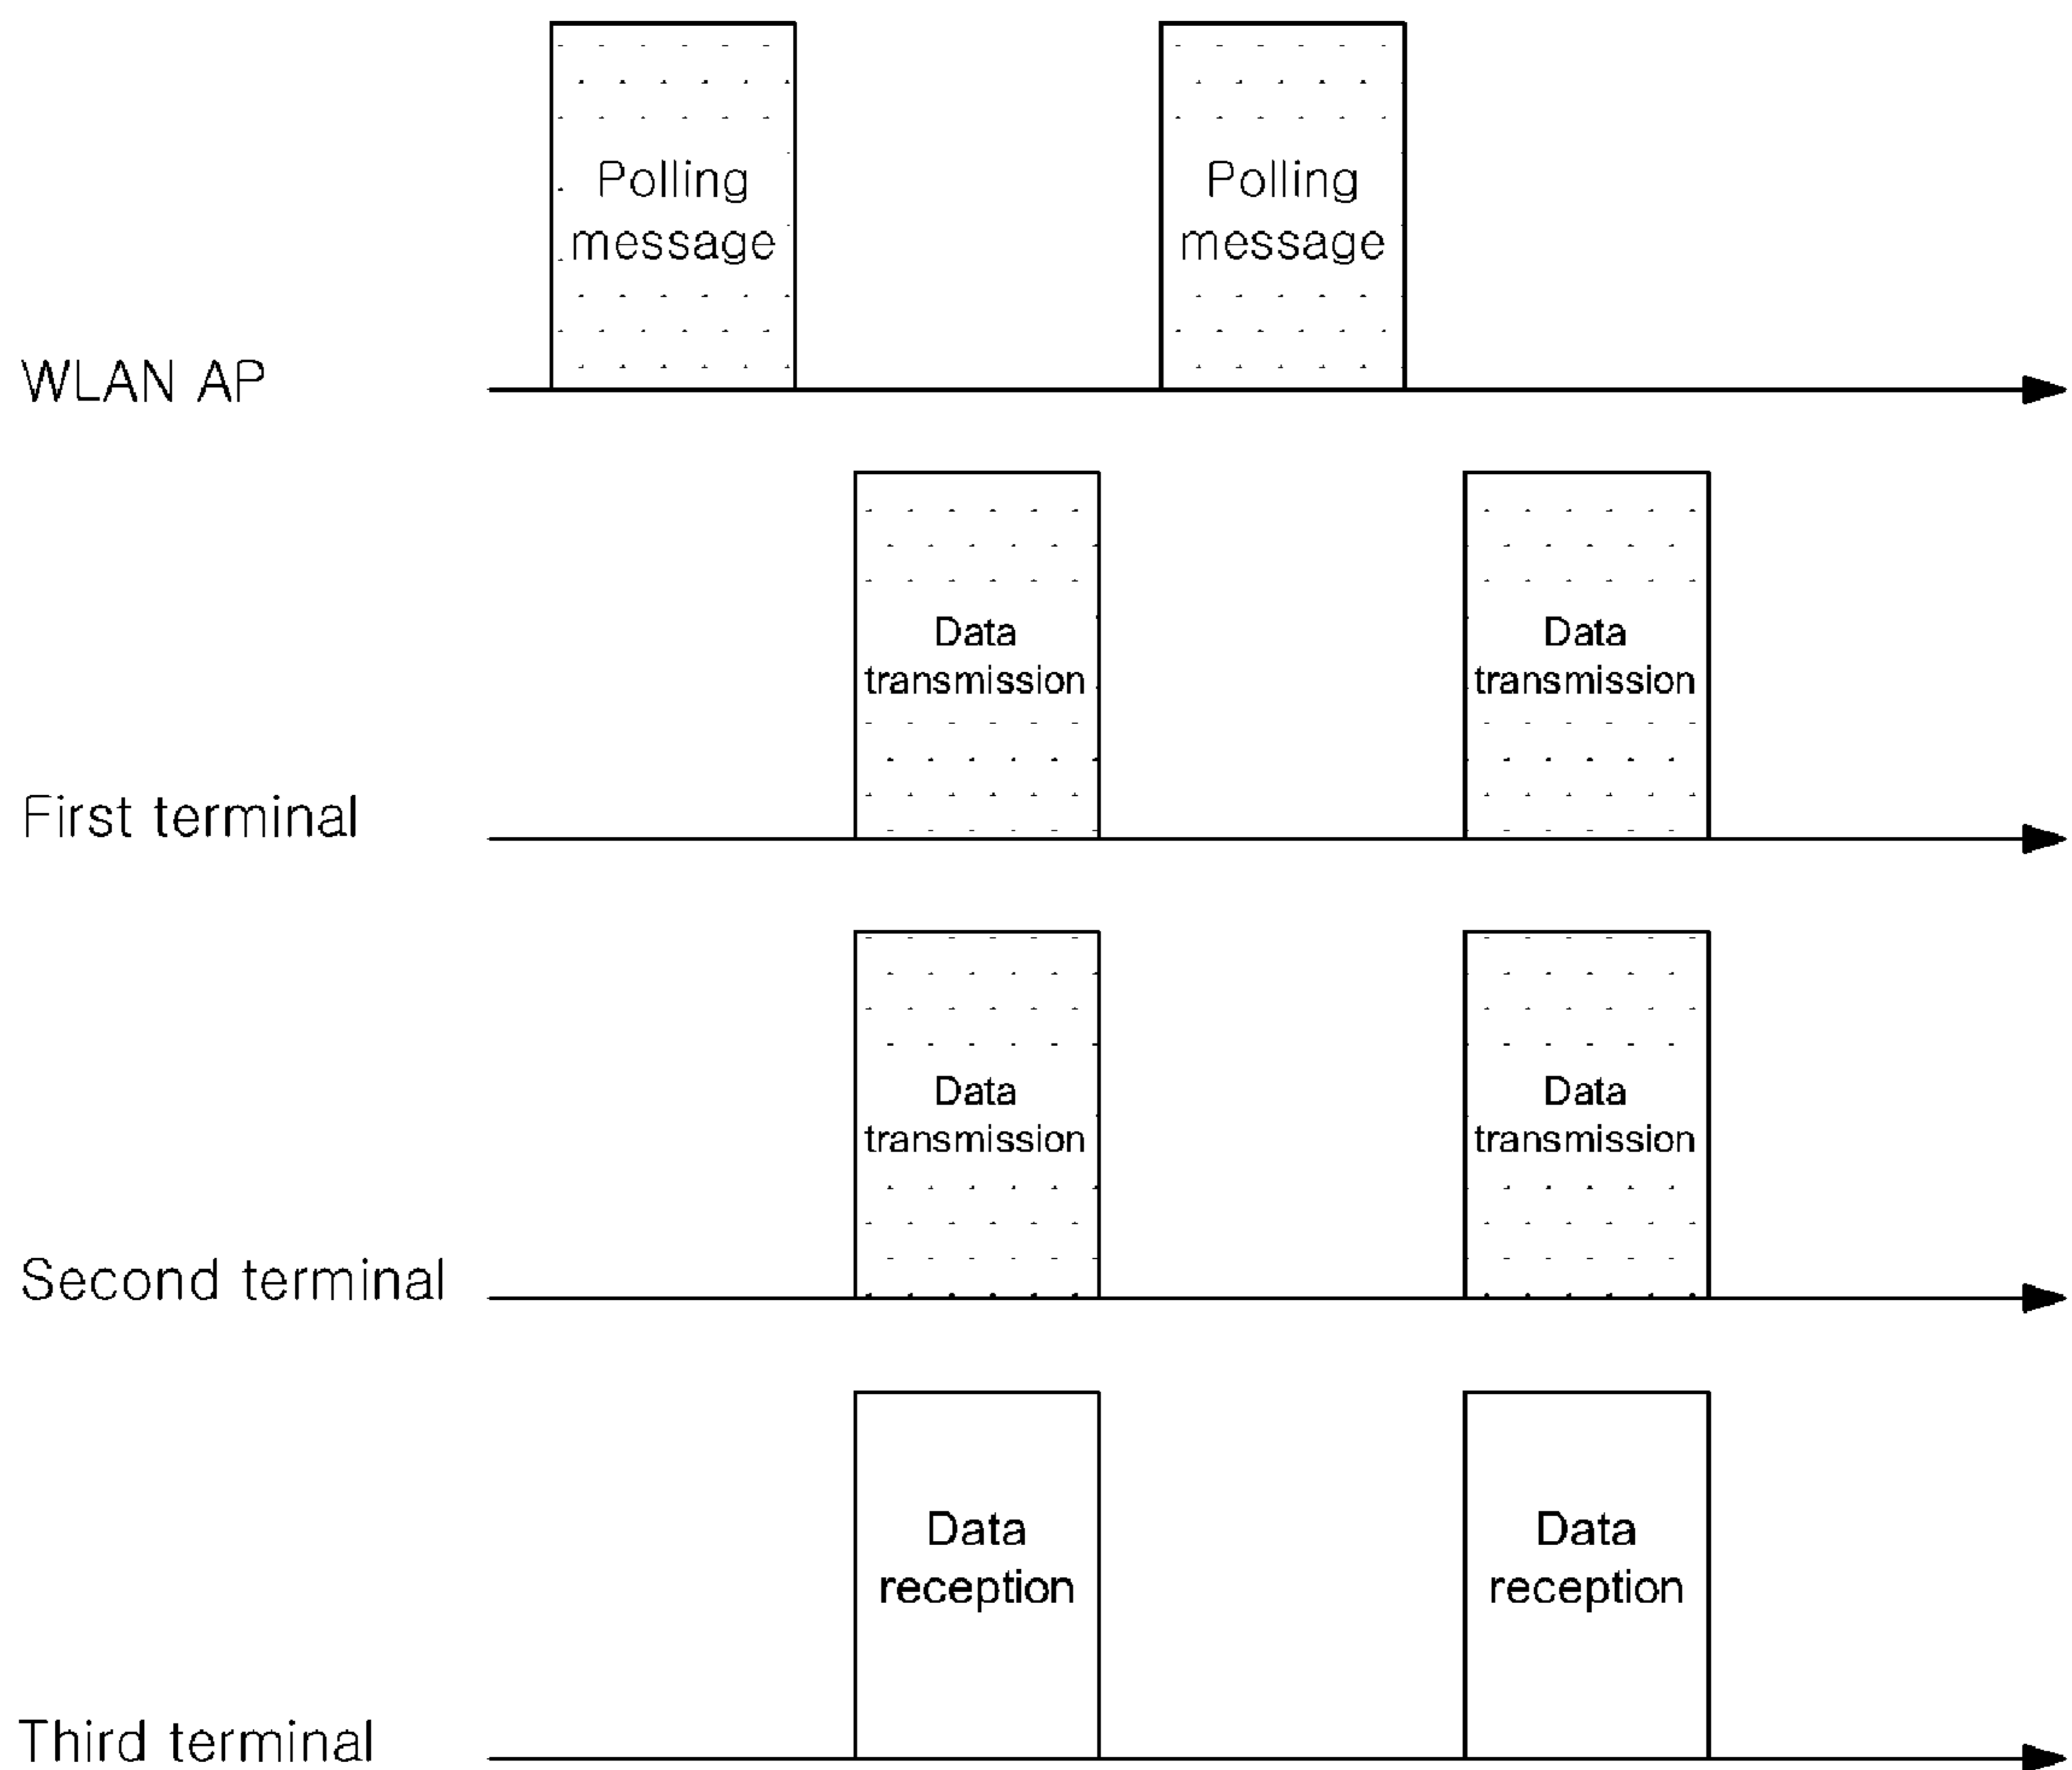 Polling
message
Polling
message
WLAN AP
Data
transmission
Data
transmission
First terminal
Data
transmission
Data
transmission
Second terminal
Data
reception
Data
reception
Third terminal